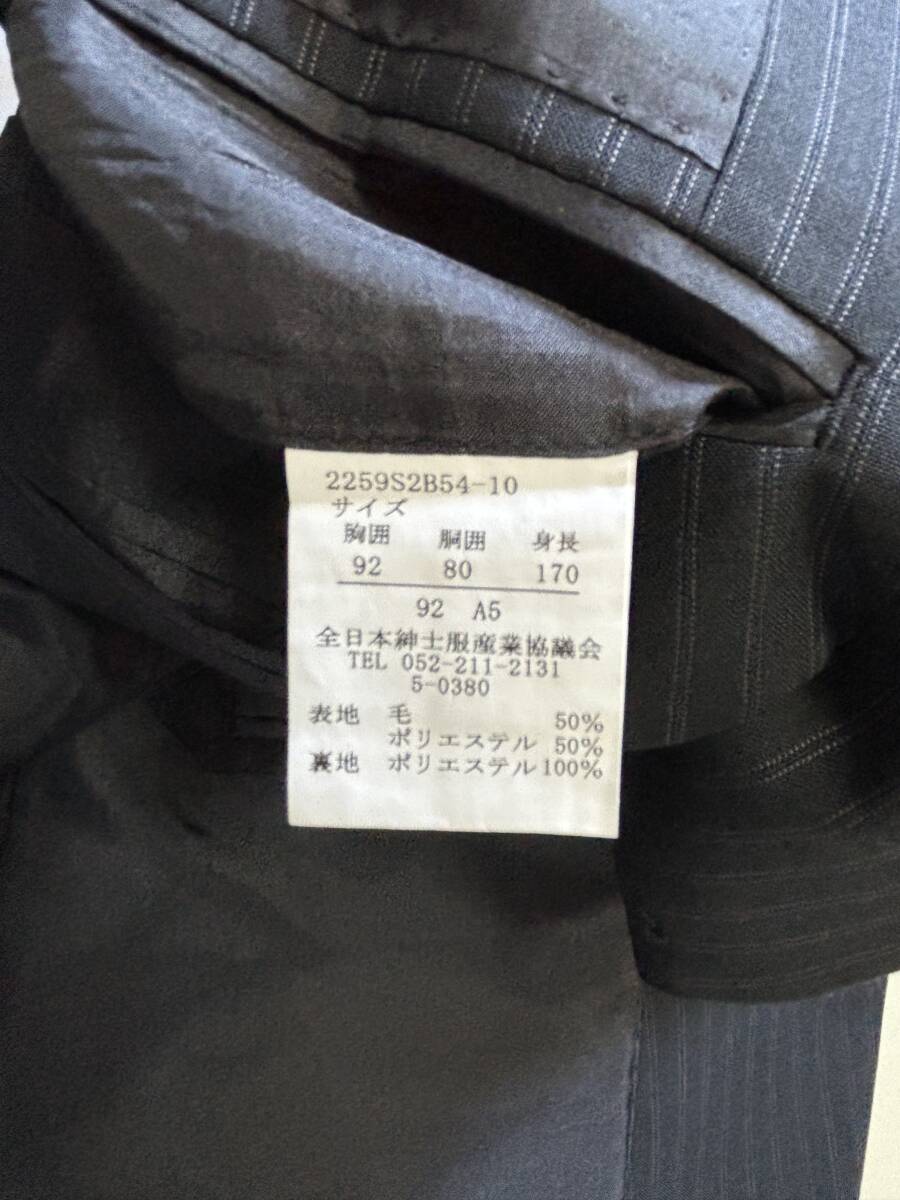 2259S2B54-10
サイズ
胸囲 胴囲 身長
92 80 170
92 A5
全日本紳士服産業協議会
TEL 052-211-2131
5-0380
表地 毛 50%
ポリエステル 50%
裏地 ポリエステル 100%